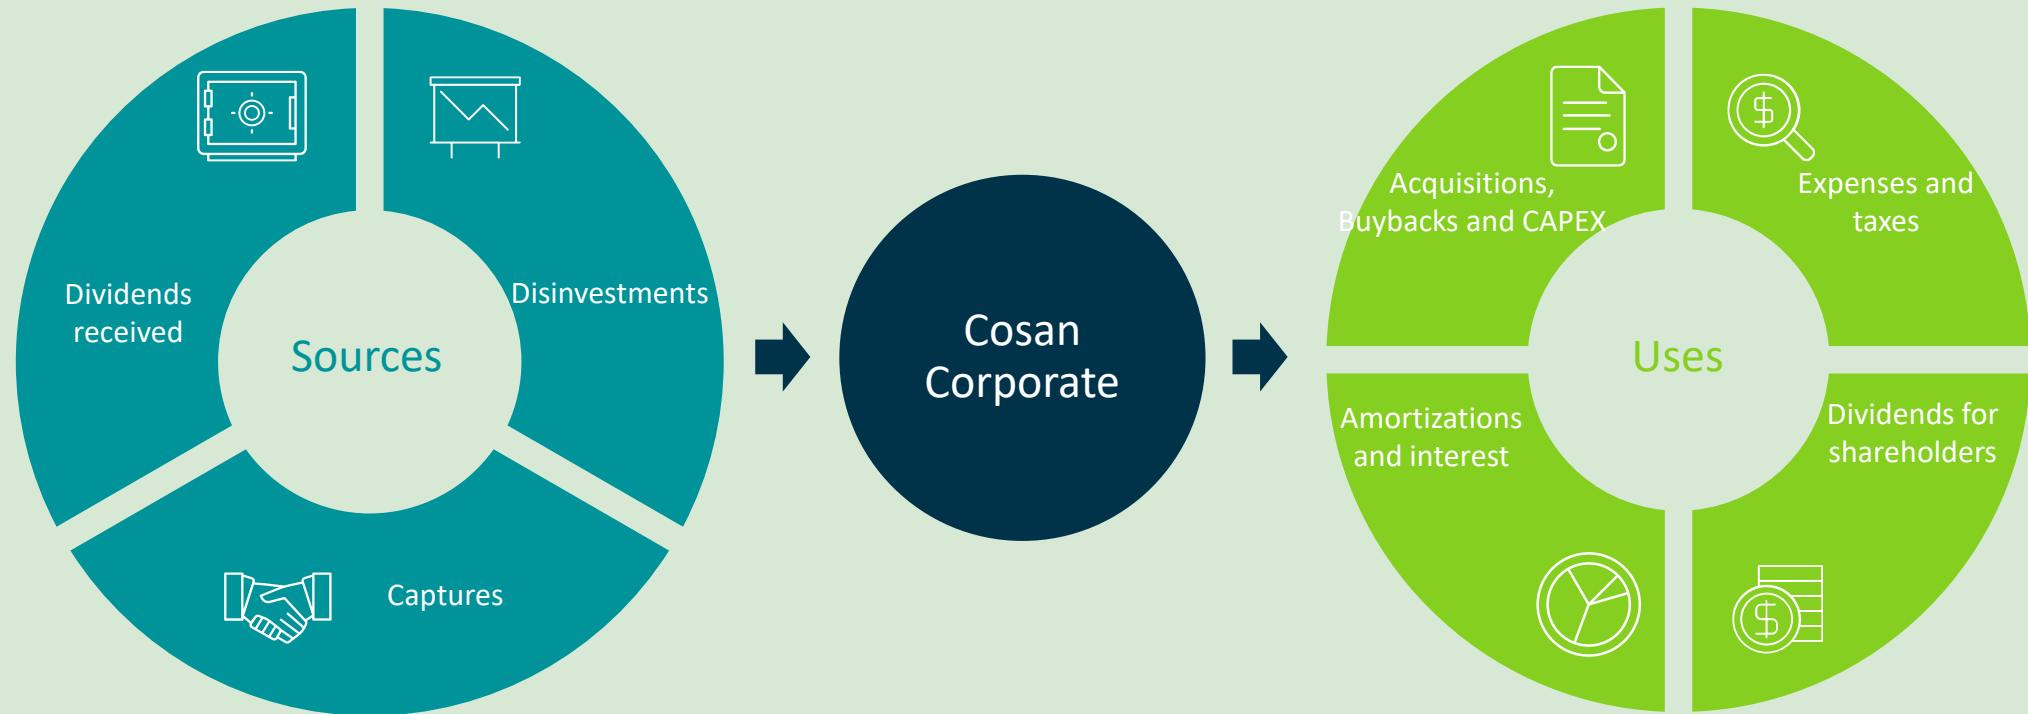 Dividends
received
Disinvestments
Sources
Captures
Cosan
Corporate
Acquisitions,
Buybacks and CAPEX
Expenses and
taxes
Uses
Amortizations
and interest
Dividends for
shareholders